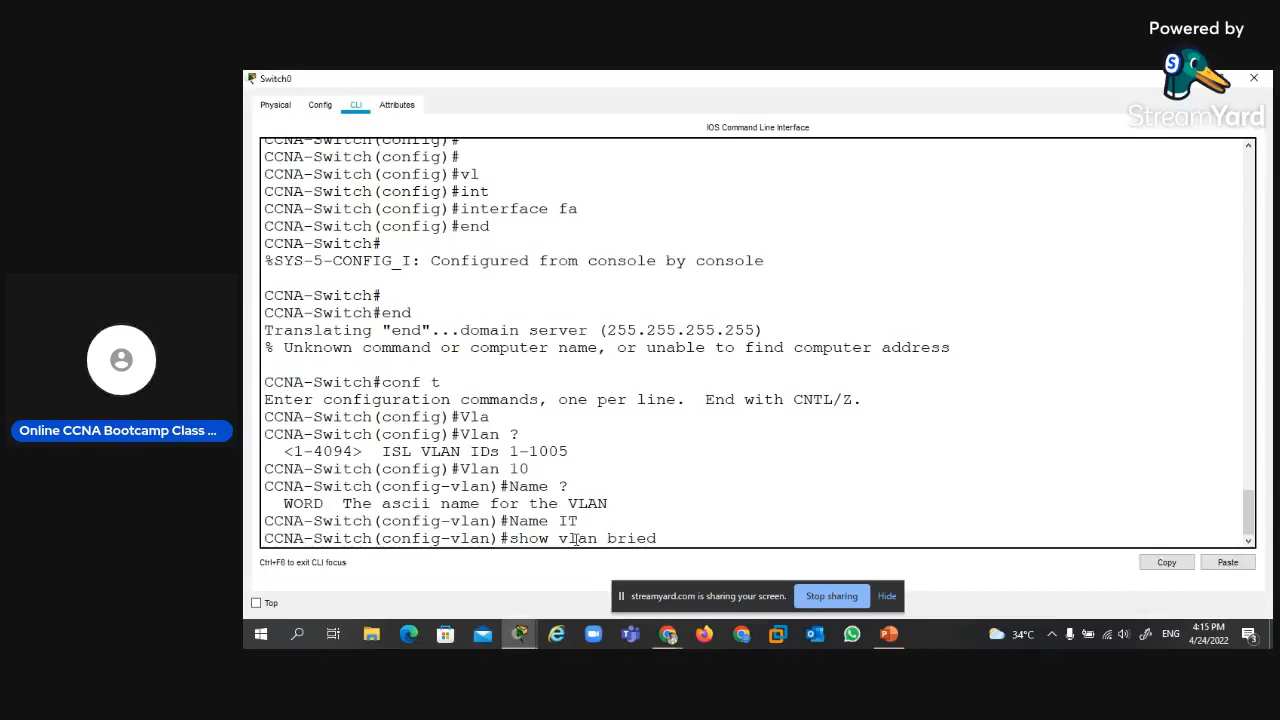 Powered by
StreamYard
Switch0
Physical Config CLI Attributes
IOS Command Line Interface
CCNA-Switch(config)#
CCNA-Switch(config)#
CCNA-Switch(config)#vl
CCNA-Switch(config)#int
CCNA-Switch(config)#interface fa
CCNA-Switch(config)#end
CCNA-Switch#
%SYS-5-CONFIG_I: Configured from console by console
CCNA-Switch#
CCNA-Switch#end
Translating "end"...domain server (255.255.255.255)
% Unknown command or computer name, or unable to find computer address
CCNA-Switch#conf t
Enter configuration commands, one per line. End with CNTL/Z.
CCNA-Switch(config)#Vla
CCNA-Switch(config)#Vlan ?
<1-4094> ISL VLAN IDs 1-1005
CCNA-Switch(config)#Vlan 10
CCNA-Switch(config-vlan)#Name ?
WORD The ascii name for the VLAN
CCNA-Switch(config-vlan)#Name IT
CCNA-Switch(config-vlan)#show vlan bried
Online CCNA Bootcamp Class ...
Ctrl+F6 to exit CLI focus
Copy Paste
streamyard.com is sharing your screen. Stop sharing Hide
Top
34°C ENG 4:15 PM
4/24/2022
3